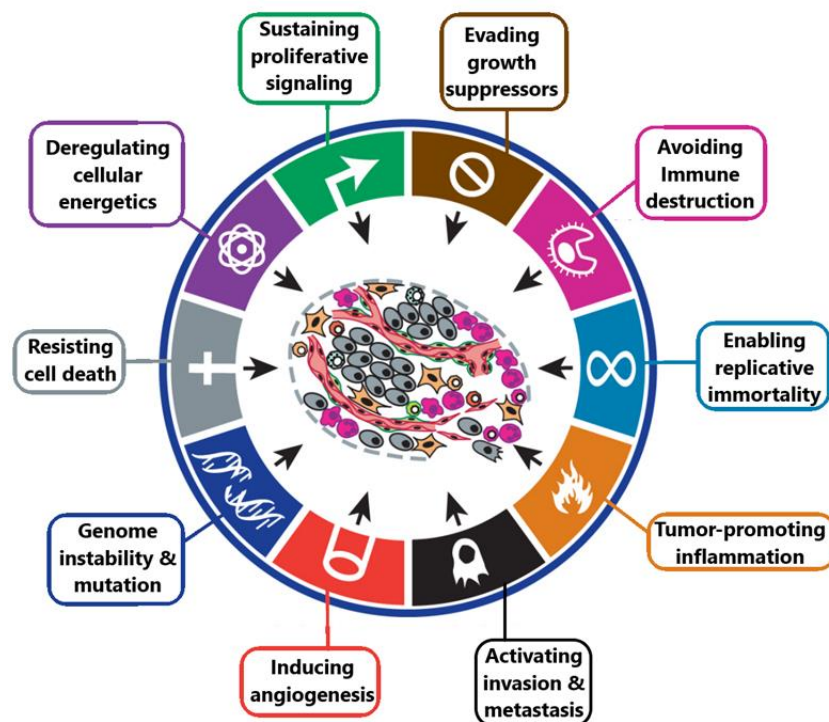 Sustaining
proliferative
signaling
Evading
growth
suppressors
Deregulating
cellular
energetics
Avoiding
Immune
destruction
Resisting
cell death
Enabling
replicative
immortality
Genome
instability &
mutation
Tumor-promoting
inflammation
Inducing
angiogenesis
Activating
invasion &
metastasis